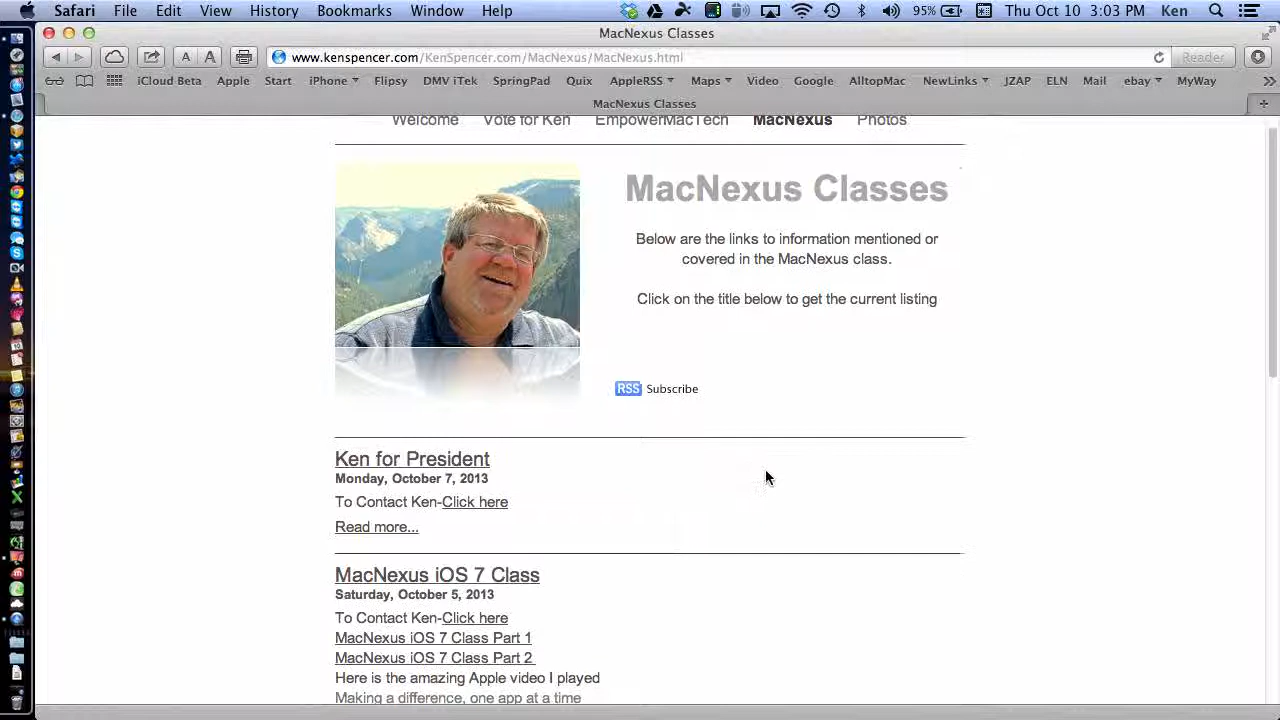 Safari File Edit View History Bookmarks Window Help 95% Thu Oct 10 3:03 PM Ken
MacNexus Classes
A A www.kenspencer.com/KenSpencer.com/MacNexus/MacNexus.html Reader
iCloud Beta Apple Start iPhone Flipsy DMV iTek SpringPad Quix AppleRSS Maps Video Google AlltopMac NewLinks JZAP ELN Mail ebay MyWay
MacNexus Classes
Welcome Vote for Ken EmpowerMacTech MacNexus Photos
MacNexus Classes
Below are the links to information mentioned or
covered in the MacNexus class.
Click on the title below to get the current listing
RSS Subscribe
Ken for President
Monday, October 7, 2013
To Contact Ken-Click here
Read more...
MacNexus iOS 7 Class
Saturday, October 5, 2013
To Contact Ken-Click here
MacNexus iOS 7 Class Part 1
MacNexus iOS 7 Class Part 2
Here is the amazing Apple video I played
Making a difference, one app at a time